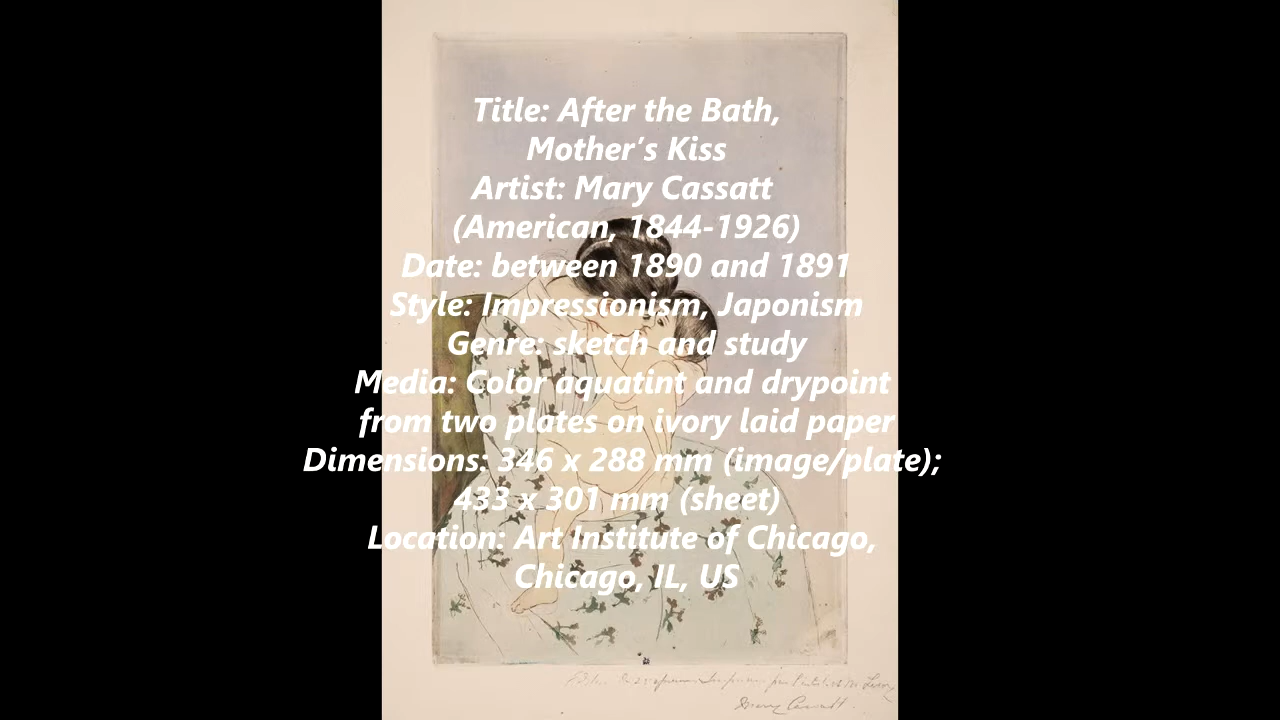 Title: After the Bath,
Mother’s Kiss
Artist: Mary Cassatt
(American, 1844-1926)
Date: between 1890 and 1891
Style: Impressionism, Japonism
Genre: sketch and study
Media: Color aquatint and drypoint
from two plates on ivory laid paper
Dimensions: 346 x 288 mm (image/plate);
433 x 301 mm (sheet)
Location: Art Institute of Chicago,
Chicago, IL, US
Mary Cassatt